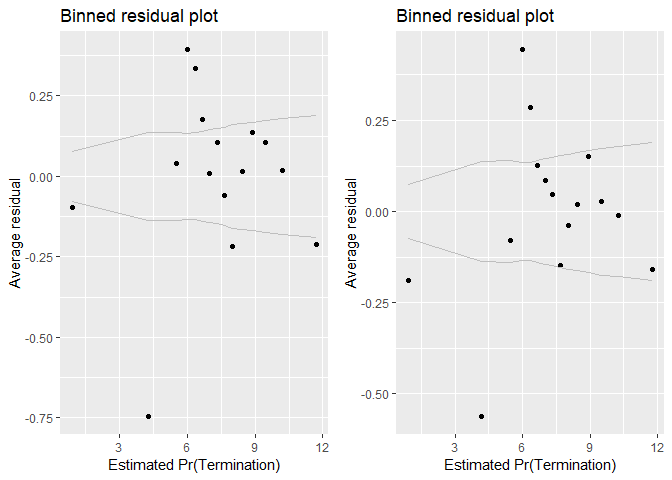 Binned residual plot
Average residual
0.25
0.00
-0.25
-0.50
-0.75
3
6
9
12
Estimated Pr(Termination)
Binned residual plot
Average residual
0.25
0.00
-0.25
-0.50
3
6
9
12
Estimated Pr(Termination)